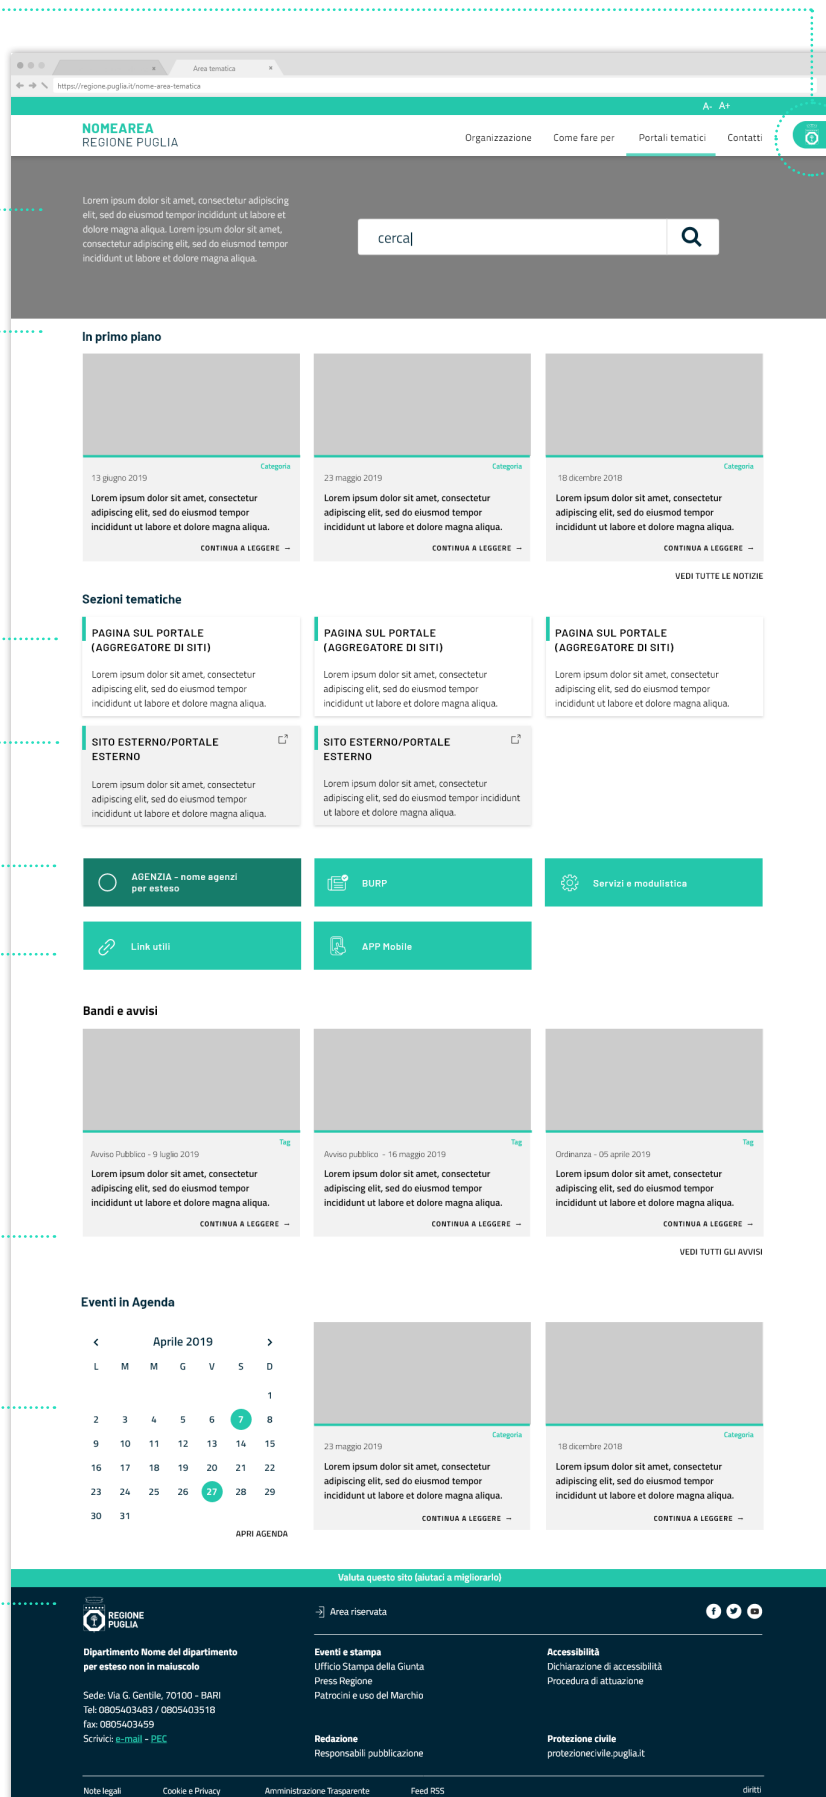 Area tematica
https://regione.puglia.it/nome-area-tematica
A- A+
NOMEAREA
REGIONE PUGLIA
Organizzazione Come fare per Portali tematici Contatti
Lorem ipsum dolor sit amet, consectetur adipiscing
elit, sed do eiusmod tempor incididunt ut labore et
dolore magna aliqua. Lorem ipsum dolor sit amet,
consectetur adipiscing elit, sed do eiusmod tempor
incididunt ut labore et dolore magna aliqua.
cerca
In primo piano
Categoria
13 giugno 2019
Lorem ipsum dolor sit amet, consectetur
adipiscing elit, sed do eiusmod tempor
incididunt ut labore et dolore magna aliqua.
CONTINUA A LEGGERE →
Categoria
23 maggio 2019
Lorem ipsum dolor sit amet, consectetur
adipiscing elit, sed do eiusmod tempor
incididunt ut labore et dolore magna aliqua.
CONTINUA A LEGGERE →
Categoria
18 dicembre 2018
Lorem ipsum dolor sit amet, consectetur
adipiscing elit, sed do eiusmod tempor
incididunt ut labore et dolore magna aliqua.
CONTINUA A LEGGERE →
VEDI TUTTE LE NOTIZIE
Sezioni tematiche
PAGINA SUL PORTALE
(AGGREGATORE DI SITI)
Lorem ipsum dolor sit amet, consectetur
adipiscing elit, sed do eiusmod tempor
incididunt ut labore et dolore magna aliqua.
PAGINA SUL PORTALE
(AGGREGATORE DI SITI)
Lorem ipsum dolor sit amet, consectetur
adipiscing elit, sed do eiusmod tempor
incididunt ut labore et dolore magna aliqua.
PAGINA SUL PORTALE
(AGGREGATORE DI SITI)
Lorem ipsum dolor sit amet, consectetur
adipiscing elit, sed do eiusmod tempor
incididunt ut labore et dolore magna aliqua.
SITO ESTERNO/PORTALE
ESTERNO
Lorem ipsum dolor sit amet, consectetur
adipiscing elit, sed do eiusmod tempor
incididunt ut labore et dolore magna aliqua.
SITO ESTERNO/PORTALE
ESTERNO
Lorem ipsum dolor sit amet, consectetur
adipiscing elit, sed do eiusmod tempor incididunt
ut labore et dolore magna aliqua.
AGENZIA - nome agenzi
per esteso
BURP
Servizi e modulistica
Link utili
APP Mobile
Bandi e avvisi
Tag
Avviso Pubblico - 9 luglio 2019
Lorem ipsum dolor sit amet, consectetur
adipiscing elit, sed do eiusmod tempor
incididunt ut labore et dolore magna aliqua.
CONTINUA A LEGGERE →
Tag
Avviso pubblico - 16 maggio 2019
Lorem ipsum dolor sit amet, consectetur
adipiscing elit, sed do eiusmod tempor
incididunt ut labore et dolore magna aliqua.
CONTINUA A LEGGERE →
Tag
Ordinanza - 05 aprile 2019
Lorem ipsum dolor sit amet, consectetur
adipiscing elit, sed do eiusmod tempor
incididunt ut labore et dolore magna aliqua.
CONTINUA A LEGGERE →
VEDI TUTTI GLI AVVISI
Eventi in Agenda
Aprile 2019
L M M G V S D
1
2 3 4 5 6 7 8
9 10 11 12 13 14 15
16 17 18 19 20 21 22
23 24 25 26 27 28 29
30 31
APRI AGENDA
Categoria
23 maggio 2019
Lorem ipsum dolor sit amet, consectetur
adipiscing elit, sed do eiusmod tempor
incididunt ut labore et dolore magna aliqua.
CONTINUA A LEGGERE →
Categoria
18 dicembre 2018
Lorem ipsum dolor sit amet, consectetur
adipiscing elit, sed do eiusmod tempor
incididunt ut labore et dolore magna aliqua.
CONTINUA A LEGGERE →
Valuta questo sito (aiutaci a migliorarlo)
REGIONE
PUGLIA
Area riservata
Dipartimento Nome del dipartimento
per esteso non in maiuscolo
Sede: Via G. Gentile, 70100 - BARI
Tel: 0805403483 / 0805403518
fax: 0805403459
Scrivici: e-mail - PEC
Eventi e stampa
Ufficio Stampa della Giunta
Press Regione
Patrocini e uso del Marchio
Accessibilità
Dichiarazione di accessibilità
Procedura di attuazione
Redazione
Responsabili pubblicazione
Protezione civile
protezionecivile.puglia.it
Note legali Cookie e Privacy Amministrazione Trasparente Feed RSS diritti